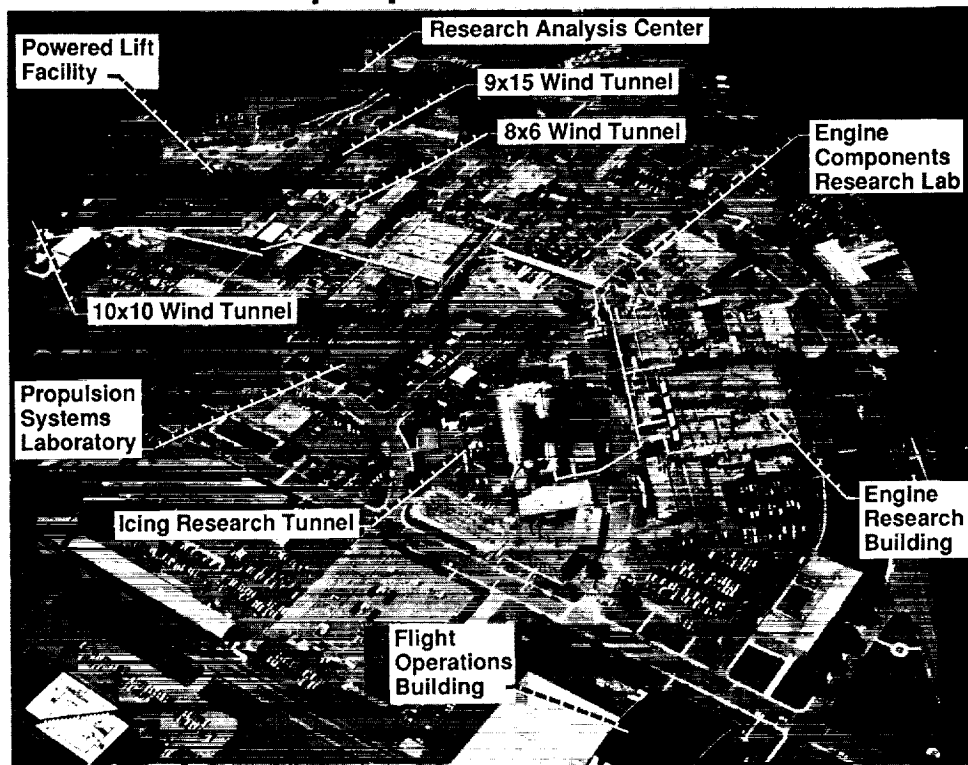 Research Analysis Center
Powered Lift
Facility
9x15 Wind Tunnel
8x6 Wind Tunnel
Engine
Components
Research Lab
10x10 Wind Tunnel
Propulsion
Systems
Laboratory
Icing Research Tunnel
Engine
Research
Building
Flight
Operations
Building